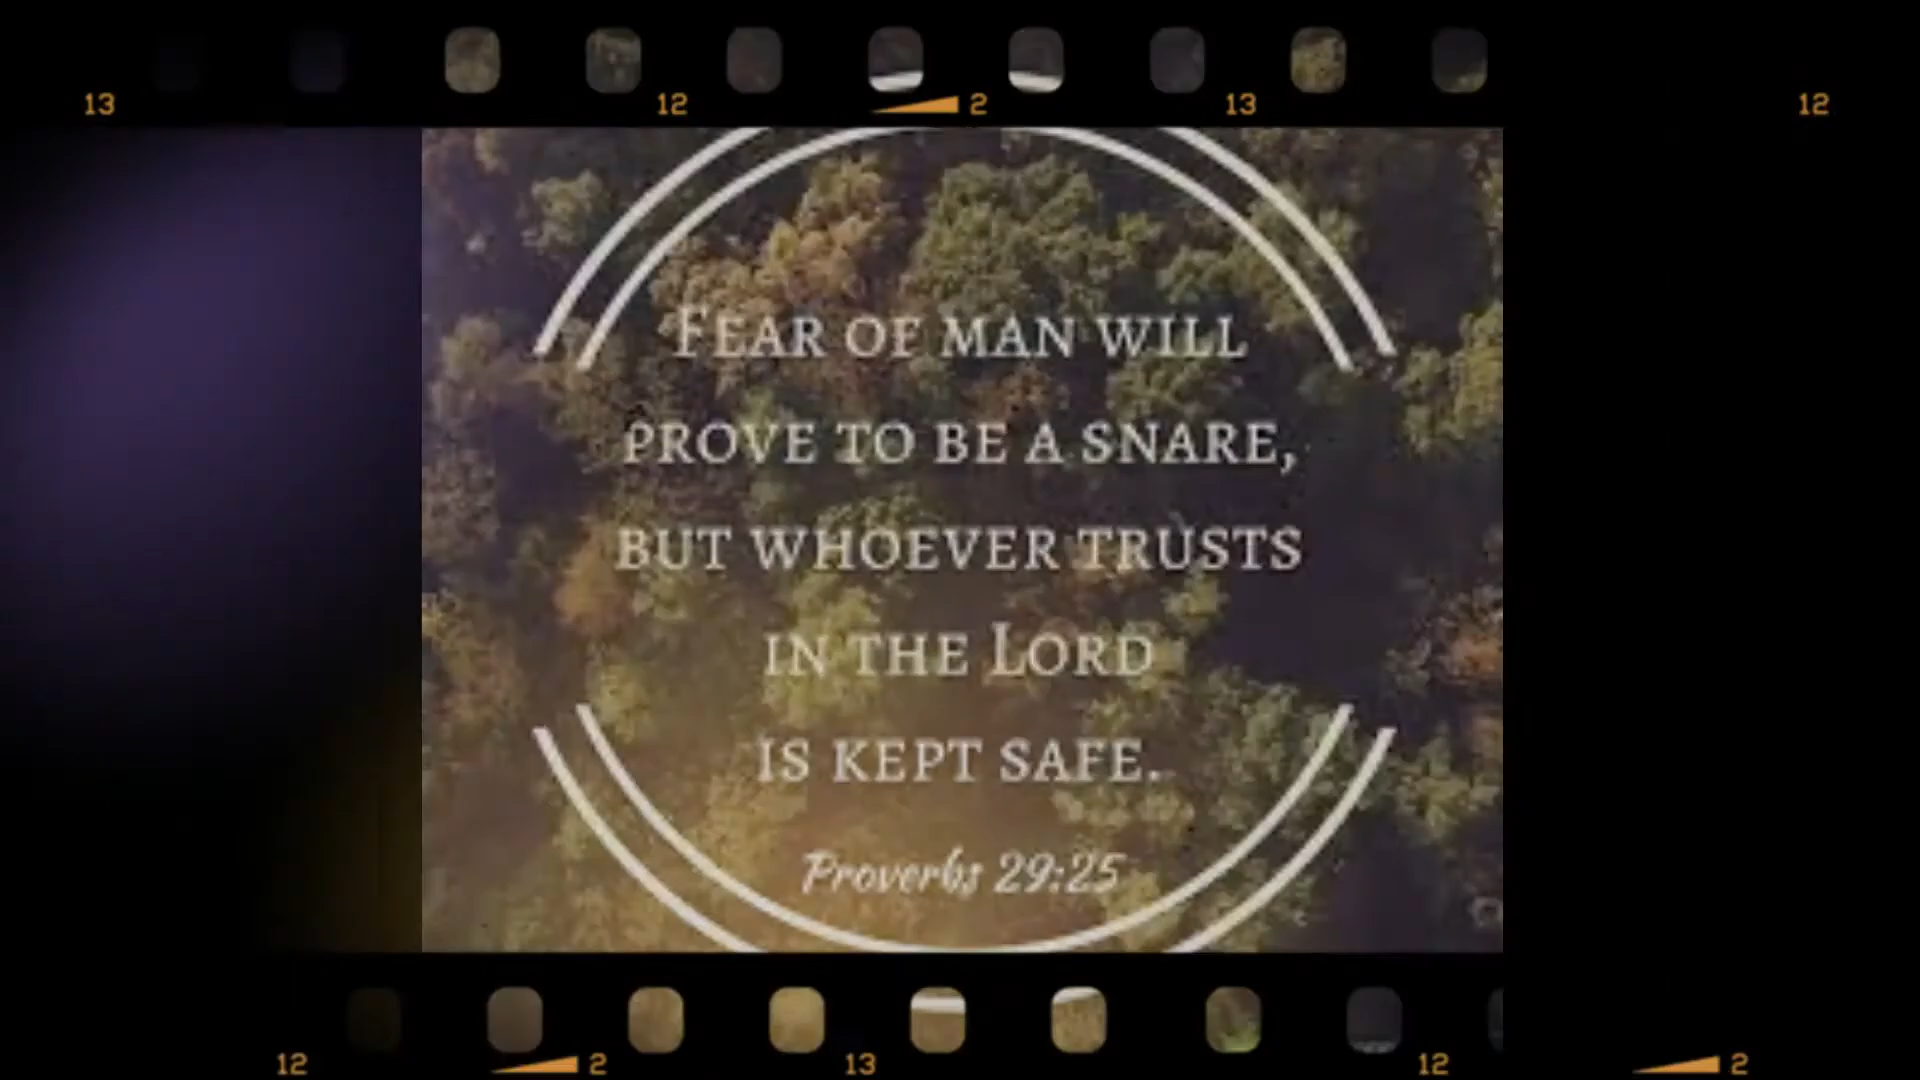 13 12 2 13 12
Fear of man will
prove to be a snare,
but whoever trusts
in the Lord
is kept safe.
Proverbs 29:25
12 2 13 12 2